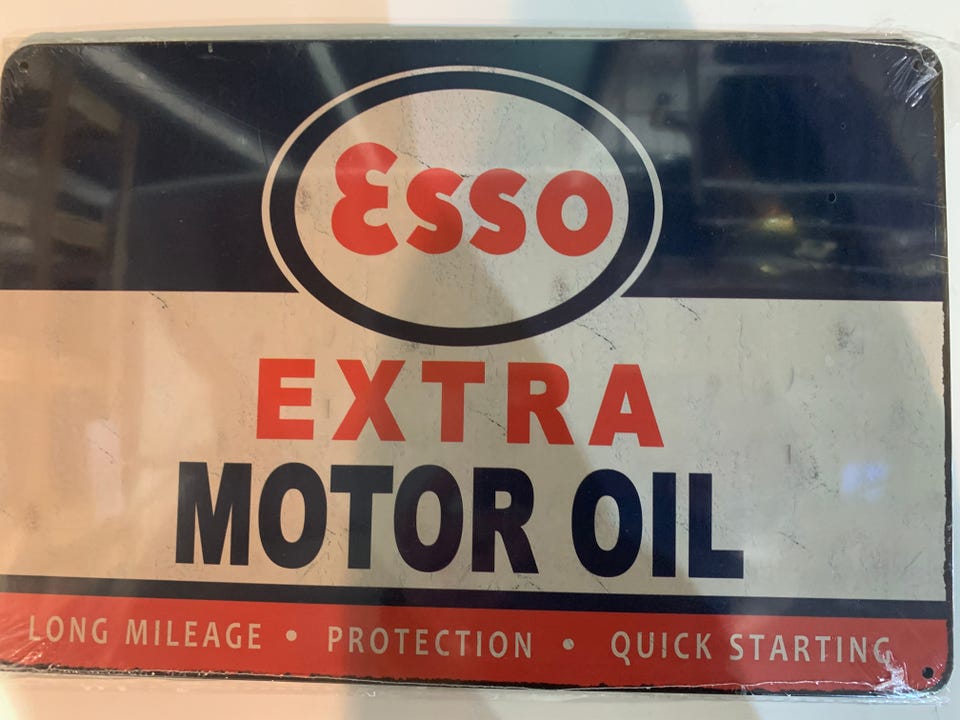 Esso
EXTRA
MOTOR OIL
LONG MILEAGE • PROTECTION • QUICK STARTING